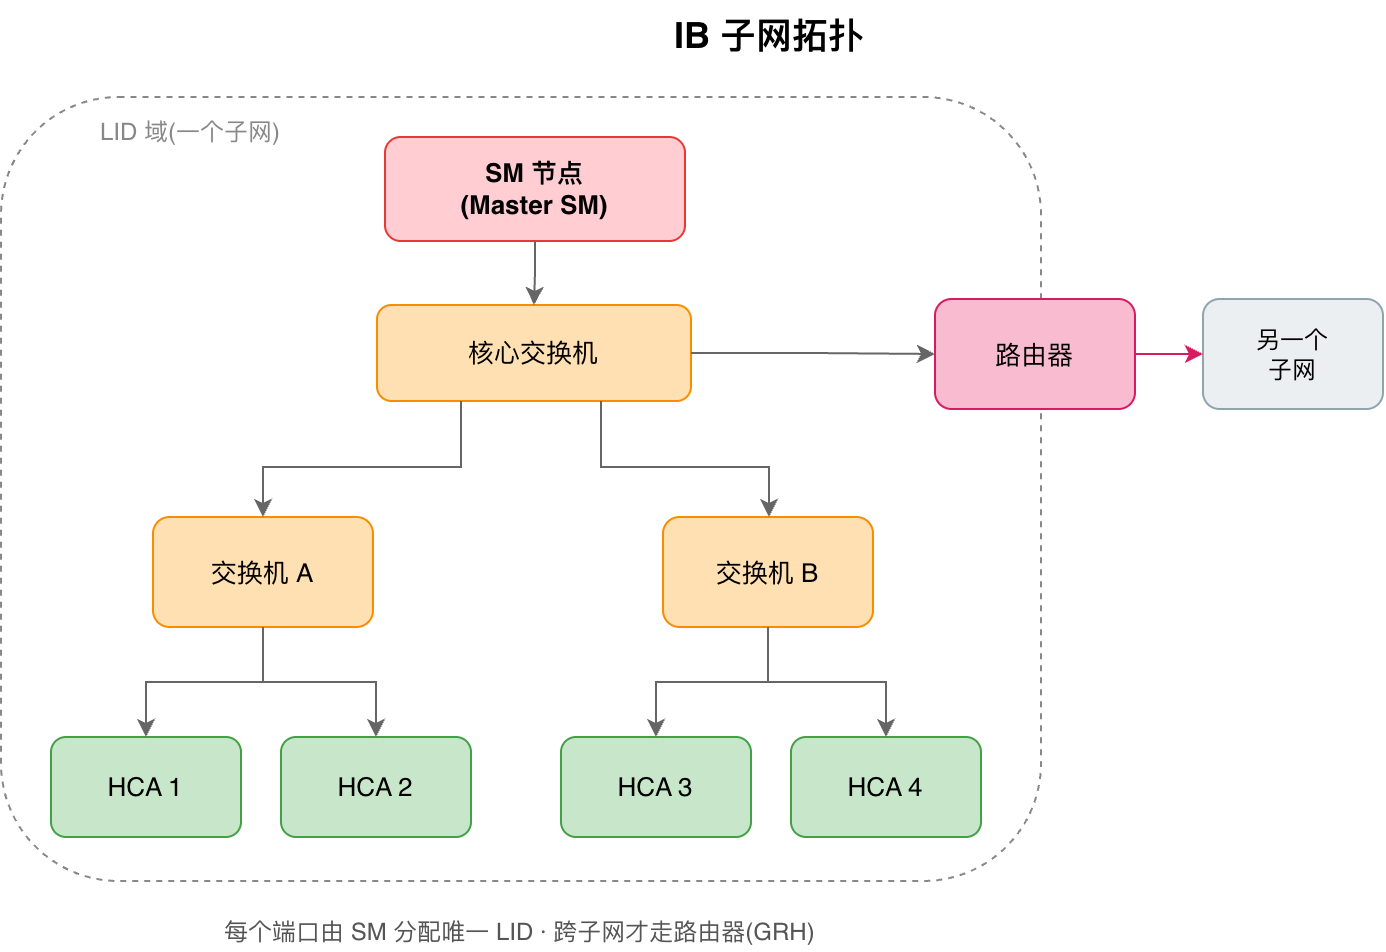 IB 子网拓扑
LID 域(一个子网)
SM 节点
(Master SM)
核心交换机
路由器
另一个
子网
交换机 A
交换机 B
HCA 1
HCA 2
HCA 3
HCA 4
每个端口由 SM 分配唯一 LID · 跨子网才走路由器(GRH)